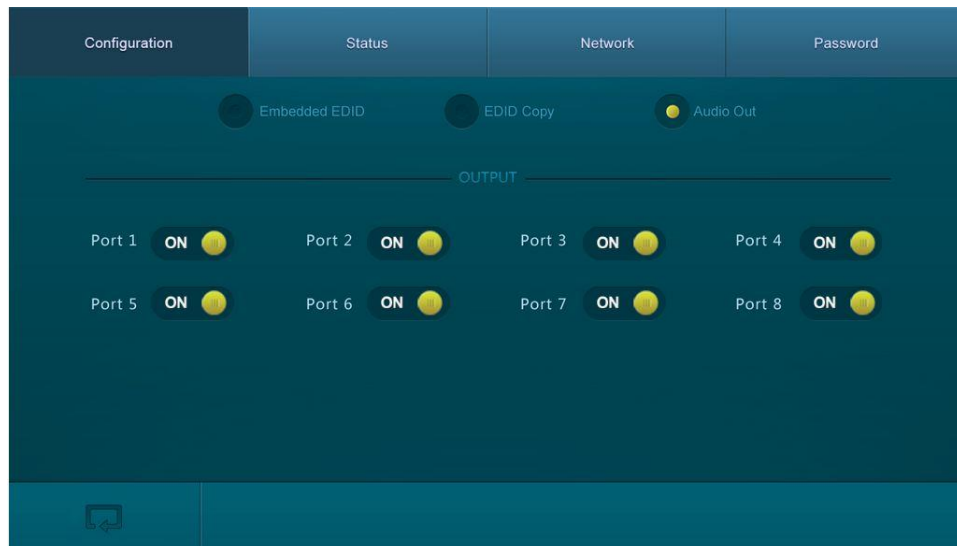 Configuration Status Network Password
Embedded EDID EDID Copy Audio Out
OUTPUT
Port 1 ON Port 2 ON Port 3 ON Port 4 ON
Port 5 ON Port 6 ON Port 7 ON Port 8 ON